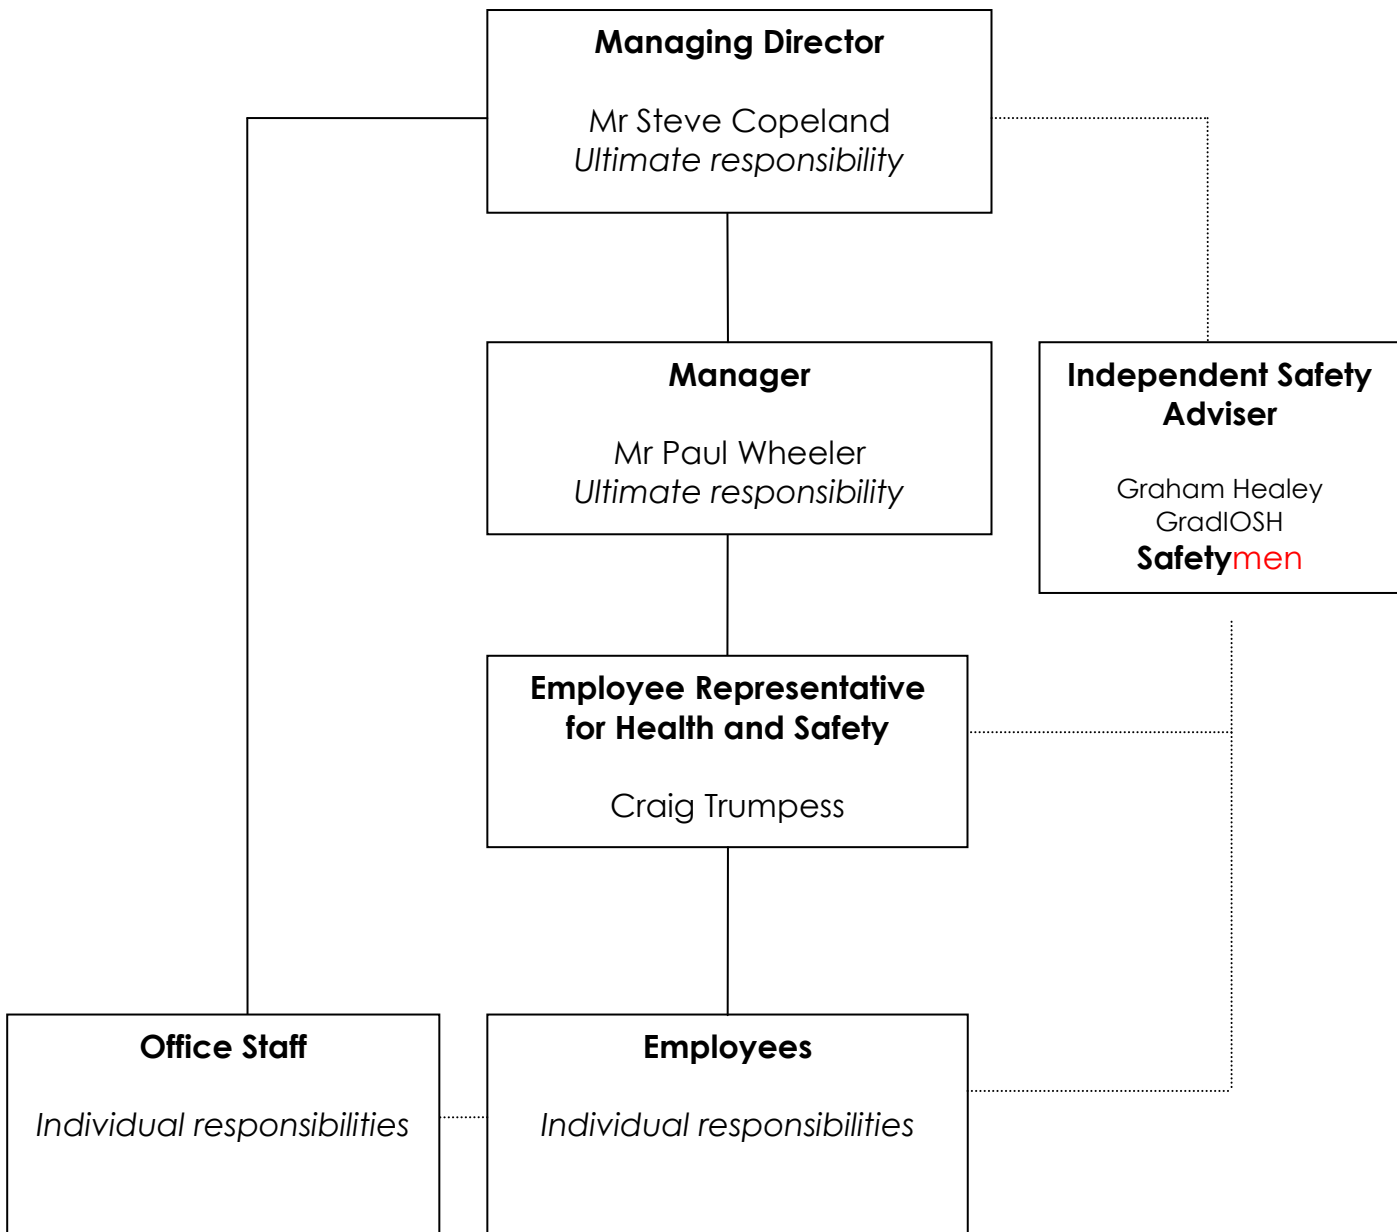 Managing Director
Mr Steve Copeland
Ultimate responsibility
Manager
Mr Paul Wheeler
Ultimate responsibility
Independent Safety
Adviser
Graham Healey
GradIOSH
Safetymen
Employee Representative
for Health and Safety
Craig Trumpess
Office Staff
Individual responsibilities
Employees
Individual responsibilities